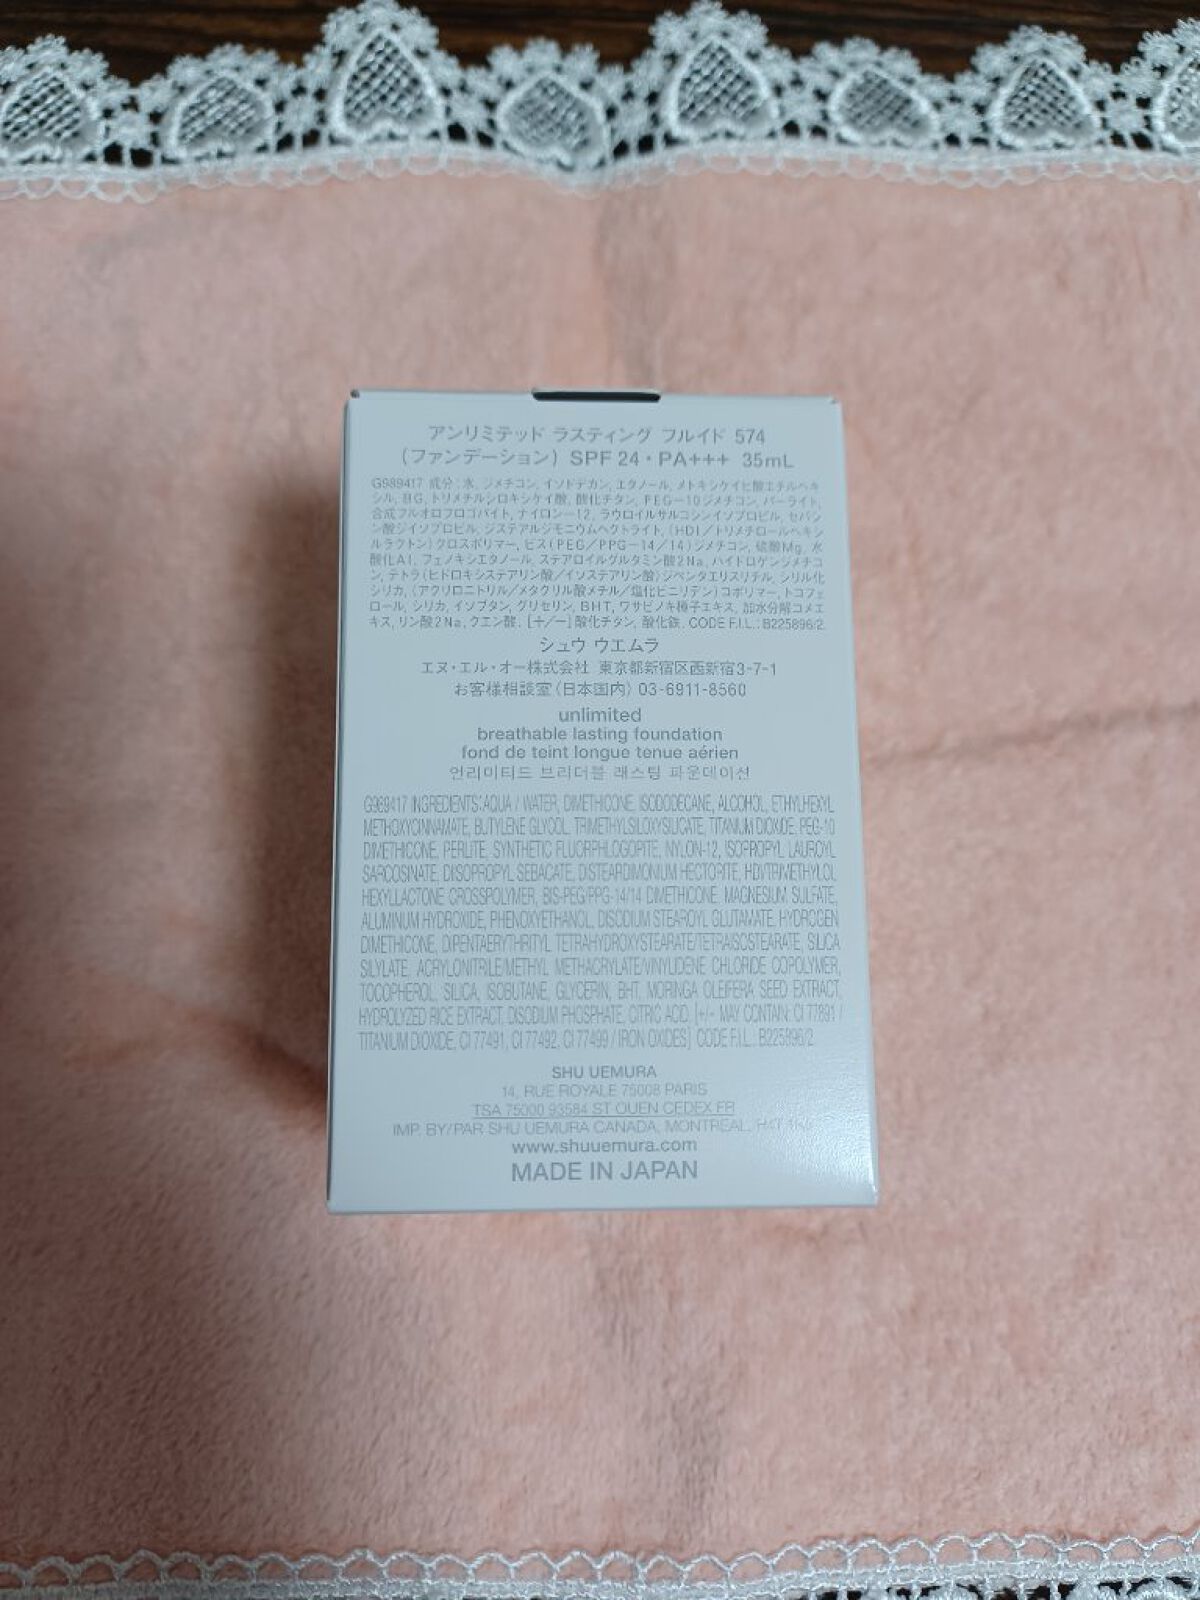 アンリミテッド ラスティング フルイド 574
(ファンデーション) SPF 24・PA+++ 35mL
G989417 成分:水, ジメチコン, イソドデカン, エタノール, メトキシケイヒ酸エチルヘキ
シル, BG, トリメチルシロキシケイ酸, 酸化チタン, PEG-10ジメチコン, パーライト,
合成フルオロフロゴパイト, ナイロン-12, ラウロイルサルコシンイソプロピル, セバシ
ン酸ジイソプロピル, ジステアルジモニウムヘクトライト, (HDI/トリメチロールヘキシ
ルラクトン)クロスポリマー, ビス(PEG/PPG-14/14)ジメチコン, 硫酸Mg, 水
酸化Al, フェノキシエタノール, ステアロイルグルタミン酸2Na, ハイドロゲンジメチコ
ン, テトラ(ヒドロキシステアリン酸/イソステアリン酸)ジペンタエリスリチル, シリル化
シリカ, (アクリロニトリル/メタクリル酸メチル/塩化ビニリデン)コポリマー, トコフェ
ロール, シリカ, イソブタン, グリセリン, BHT, ワサビノキ種子エキス, 加水分解コメエ
キス, リン酸2Na, クエン酸, [+/-]酸化チタン, 酸化鉄, CODE F.I.L.: B225896/2
シュウ ウエムラ
エヌ・エル・オー株式会社 東京都新宿区西新宿3-7-1
お客様相談室(日本国内) 03-6911-8560
unlimited
breathable lasting foundation
fond de teint longue tenue aérien
언리미티드 브리더블 래스팅 파운데이션
G989417 INGREDIENTS: AQUA / WATER, DIMETHICONE, ISODODECANE, ALCOHOL, ETHYLHEXYL
METHOXYCINNAMATE, BUTYLENE GLYCOL, TRIMETHYLSILOXYSILICATE, TITANIUM DIOXIDE, PEG-10
DIMETHICONE, PERLITE, SYNTHETIC FLUORPHLOGOPITE, NYLON-12, ISOPROPYL LAUROYL
SARCOSINATE, DIISOPROPYL SEBACATE, DISTEARDIMONIUM HECTORITE, HDI/TRIMETHYLOL
HEXYLLACTONE CROSSPOLYMER, BIS-PEG/PPG-14/14 DIMETHICONE, MAGNESIUM SULFATE,
ALUMINUM HYDROXIDE, PHENOXYETHANOL, DISODIUM STEAROYL GLUTAMATE, HYDROGEN
DIMETHICONE, DIPENTAERYTHRITYL TETRAHYDROXYSTEARATE/TETRAISOSTEARATE, SILICA
SILYLATE, ACRYLONITRILE/METHYL METHACRYLATE/VINYLIDENE CHLORIDE COPOLYMER,
TOCOPHEROL, SILICA, ISOBUTANE, GLYCERIN, BHT, MORINGA OLEIFERA SEED EXTRACT,
HYDROLYZED RICE EXTRACT, DISODIUM PHOSPHATE, CITRIC ACID, [+/- MAY CONTAIN: CI 77891 /
TITANIUM DIOXIDE, CI 77491, CI 77492, CI 77499 / IRON OXIDES] CODE F.I.L.: B225896/2
SHU UEMURA
14, RUE ROYALE 75008 PARIS
TSA 75000 93584 ST OUEN CEDEX FR
IMP. BY/PAR SHU UEMURA CANADA, MONTREAL, H4T
www.shuuemura.com
MADE IN JAPAN